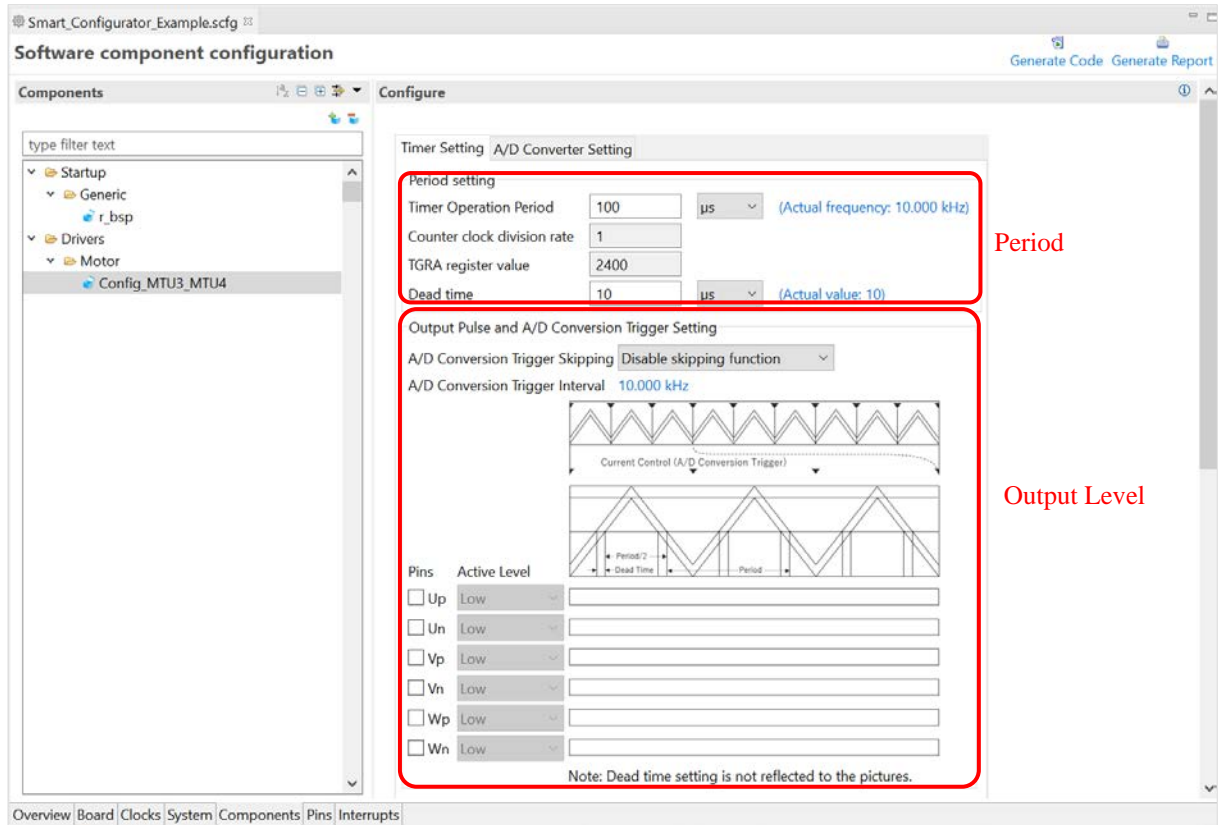 Smart_Configurator_Example.scfg
Software component configuration
Generate Code Generate Report
Components
Configure
type filter text
Startup
Generic
r_bsp
Drivers
Motor
Config_MTU3_MTU4
Timer Setting A/D Converter Setting
Period setting
Timer Operation Period 100 µs (Actual frequency: 10.000 kHz)
Counter clock division rate 1
TGRA register value 2400
Dead time 10 µs (Actual value: 10)
Period
Output Pulse and A/D Conversion Trigger Setting
A/D Conversion Trigger Skipping Disable skipping function
A/D Conversion Trigger Interval 10.000 kHz
Current Control (A/D Conversion Trigger)
Output Level
Period/2
Dead Time Period
Pins Active Level
Up Low
Un Low
Vp Low
Vn Low
Wp Low
Wn Low
Note: Dead time setting is not reflected to the pictures.
Overview Board Clocks System Components Pins Interrupts